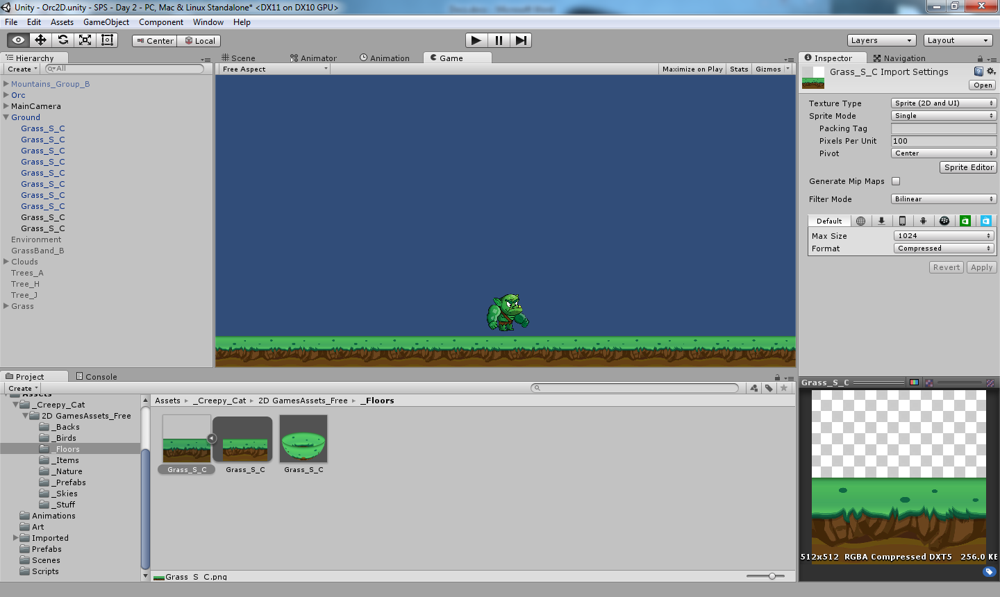 Unity - Orc2D.unity - SPS - Day 2 - PC, Mac & Linux Standalone* <DX11 on DX10 GPU>
File Edit Assets GameObject Component Window Help
Center Local Layers Layout
Hierarchy Scene Animator Animation Game Inspector Navigation
Create All Free Aspect Maximize on Play Stats Gizmos
Grass_S_C Import Settings
Open
Mountains_Group_B
Orc
MainCamera
Ground
Grass_S_C
Grass_S_C
Grass_S_C
Grass_S_C
Grass_S_C
Grass_S_C
Grass_S_C
Grass_S_C
Grass_S_C
Grass_S_C
Environment
GrassBand_B
Clouds
Trees_A
Tree_H
Tree_J
Grass
Texture Type Sprite (2D and UI)
Sprite Mode Single
Packing Tag
Pixels Per Unit 100
Pivot Center
Sprite Editor
Generate Mip Maps
Filter Mode Bilinear
Default
Max Size 1024
Format Compressed
Revert Apply
Project Console
Create
Assets
_Creepy_Cat
2D GamesAssets_Free
_Backs
_Birds
_Floors
_Items
_Nature
_Prefabs
_Skies
_Stuff
Animations
Art
Imported
Prefabs
Scenes
Scripts
Assets _Creepy_Cat 2D GamesAssets_Free _Floors
Grass_S_C Grass_S_C Grass_S_C
Grass_S_C.png
Grass_S_C
512x512 RGBA Compressed DXT5 256.0 KB